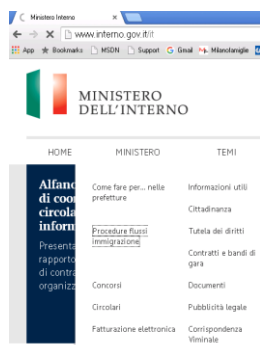 Ministero Interno
www.interno.gov.it/it
App Bookmarks MSDN Support Gmail Milanofamiglie
MINISTERO
DELL'INTERNO
HOME MINISTERO TEMI
Alfano
di coor
circola
inform
Presenta
rapporto
di contra
organizz
Come fare per... nelle
prefetture
Procedure flussi
immigrazione
Concorsi
Circolari
Fatturazione elettronica
Informazioni utili
Cittadinanza
Tutela dei diritti
Contratti e bandi di
gara
Documenti
Pubblicità legale
Corrispondenza
Viminale